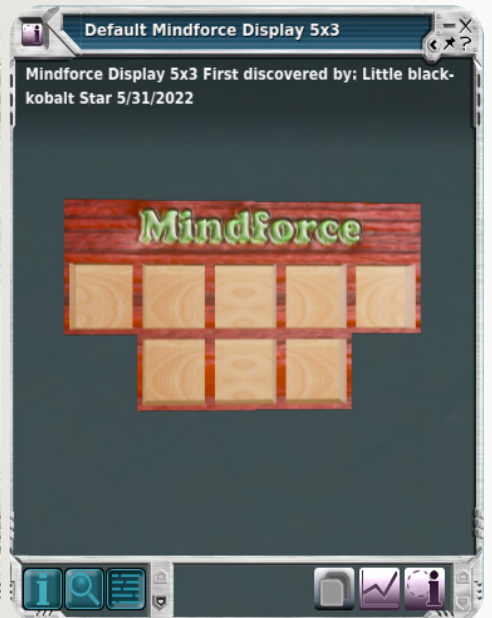 Default Mindforce Display 5x3
Mindforce Display 5x3 First discovered by: Little black-
kobalt Star 5/31/2022
Mindforce